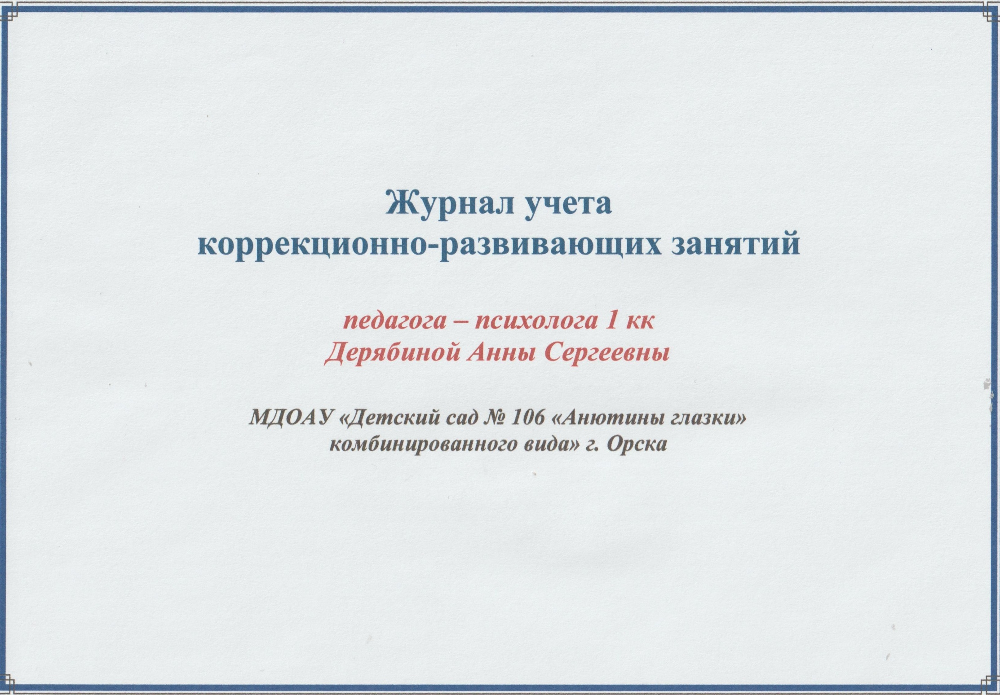 Журнал учета
коррекционно-развивающих занятий
педагога – психолога 1 кк
Дерябиной Анны Сергеевны
МДОАУ «Детский сад № 106 «Анютины глазки»
комбинированного вида» г. Орска